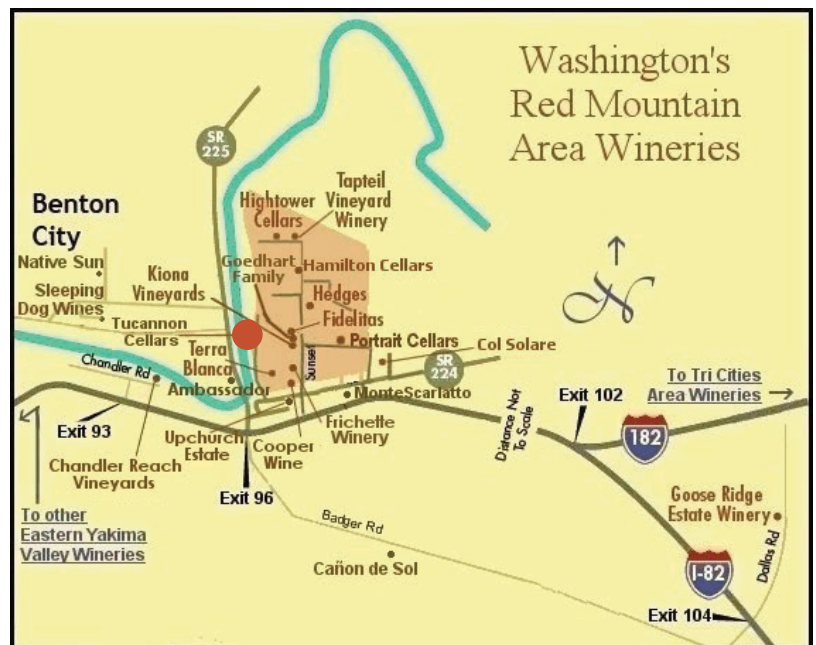 Washington's
Red Mountain
Area Wineries
SR
225
Benton
City
Tapteil
Vineyard
Winery
Hightower
Cellars
Native Sun
Sleeping
Dog Wines
Kiona
Vineyards
Goedhart
Family
Hamilton Cellars
Hedges
Fidelitas
Tucannon
Cellars
Portrait Cellars
Col Solare
Terra
Blanca
Sunset
SR
224
Chandler Rd
Ambassador
MonteScarlatto
To Tri Cities
Area Wineries
Exit 102
Distance Not
To Scale
182
Exit 93
Upchurch
Estate
Cooper
Wine
Frichette
Winery
Chandler Reach
Vineyards
Exit 96
To other
Eastern Yakima
Valley Wineries
Badger Rd
Cañon de Sol
Goose Ridge
Estate Winery
Dallas Rd
I-82
Exit 104
N